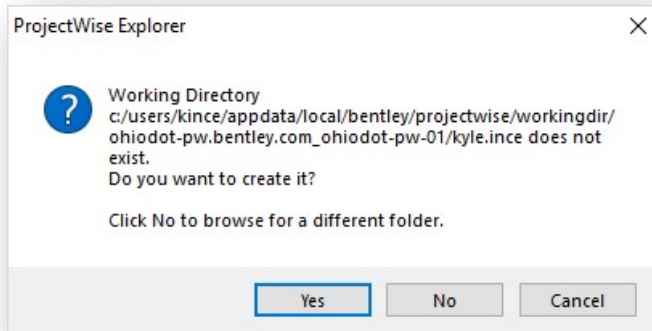 ProjectWise Explorer
Working Directory
c:/users/kince/appdata/local/bentley/projectwise/workingdir/
ohiodot-pw.bentley.com_ohiodot-pw-01/kyle.ince does not
exist.
Do you want to create it?
Click No to browse for a different folder.
Yes No Cancel